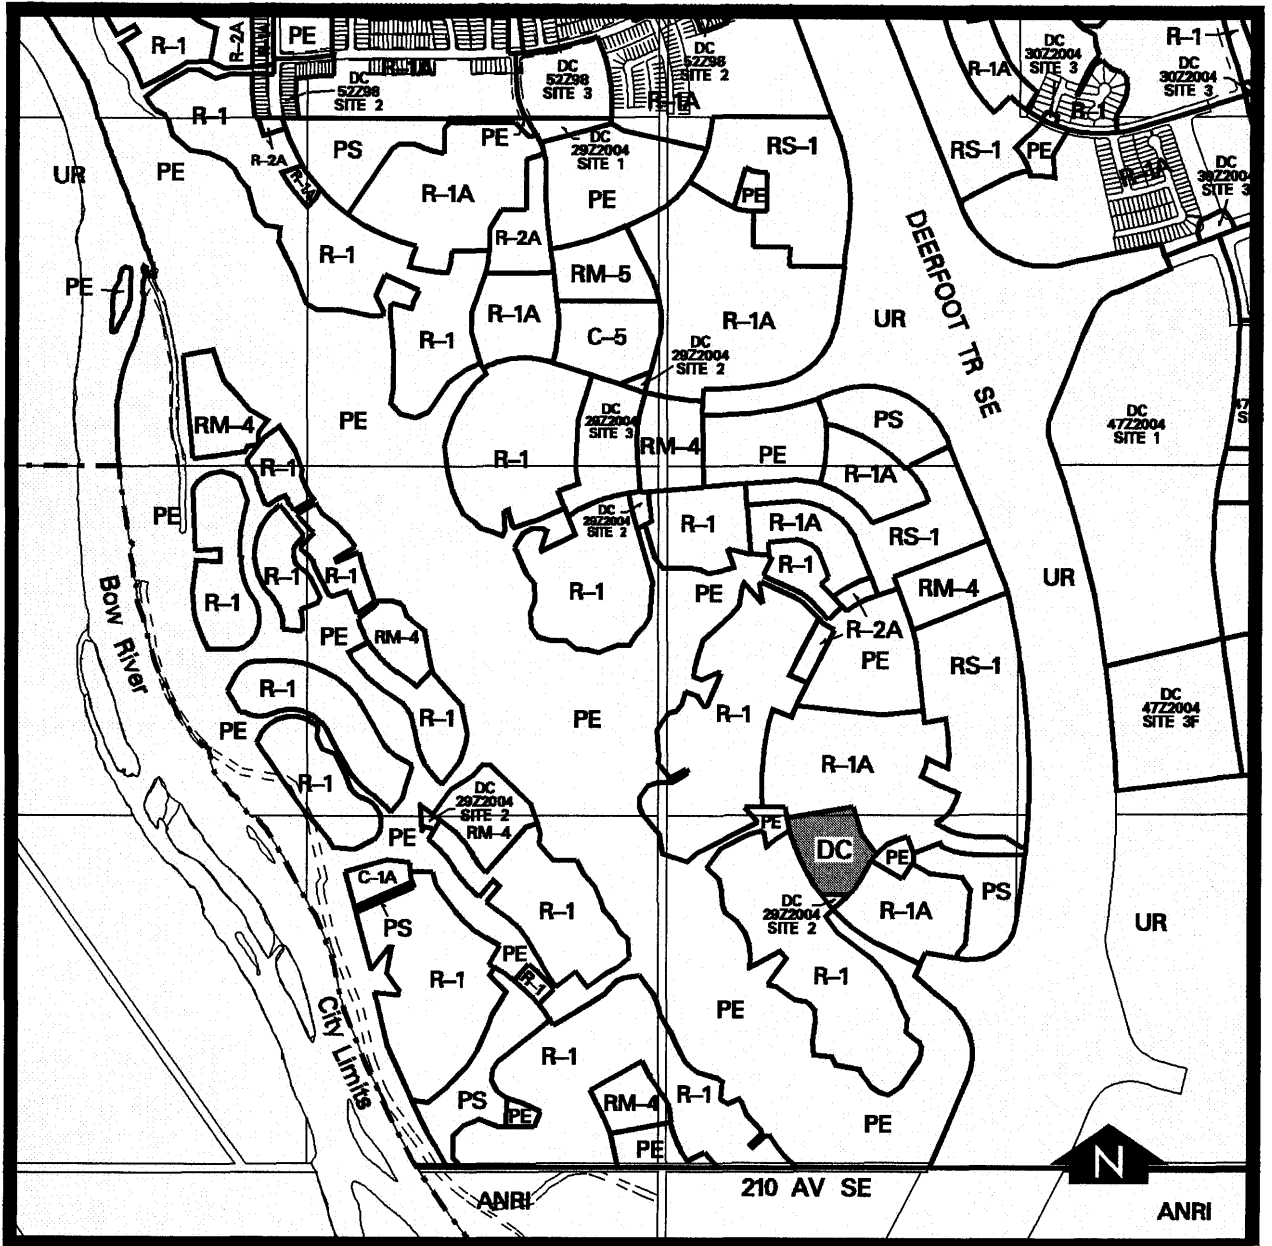 R-1
R-2A
PE
R-1A
DC
52Z98
SITE 2
DC
52Z98
SITE 3
DC
52Z98
SITE 2
R-1A
R-1A
DC
30Z2004
SITE 3
R-1
DC
30Z2004
SITE 3
R-1
R-1
UR
PE
R-2A
R-1A
PS
PE
DC
29Z2004
SITE 1
R-1A
PE
RS-1
PE
RS-1
PE
R-1A
DC
30Z2004
SITE 3
R-1
R-2A
RM-5
DEERFOOT TR SE
PE
R-1
R-1A
C-5
R-1A
UR
DC
29Z2004
SITE 2
RM-4
PE
DC
29Z2004
SITE 3
RM-4
PE
PS
DC
47Z2004
SITE 1
47
R-1
R-1
R-1A
PE
DC
29Z2004
SITE 2
R-1
R-1A
RS-1
R-1
R-1
R-1
R-1
R-1
PE
RM-4
UR
Bow River
PE
RM-4
R-2A
PE
RS-1
R-1
R-1
PE
PE
R-1
DC
47Z2004
SITE 3F
R-1
R-1A
DC
29Z2004
SITE 2
RM-4
PE
PE
DC
PE
C-1A
PS
R-1
DC
29Z2004
SITE 2
R-1A
PS
UR
PE
R-1
R-1
R-1
PE
City Limits
R-1
PS
PE
RM-4
R-1
PE
PE
N
210 AV SE
ANRI
ANRI